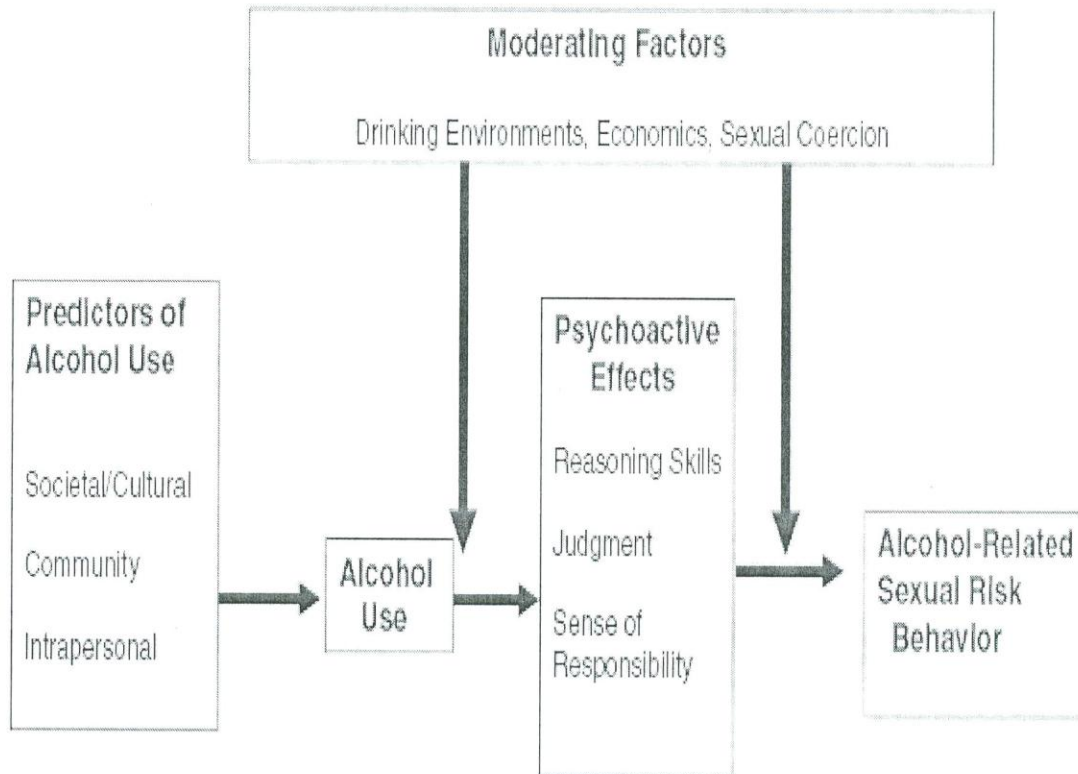 Moderating Factors
Drinking Environments, Economics, Sexual Coercion
Predictors of
Alcohol Use
Societal/Cultural
Community
Intrapersonal
Alcohol
Use
Psychoactive
Effects
Reasoning Skills
Judgment
Sense of
Responsibility
Alcohol-Related
Sexual Risk
Behavior